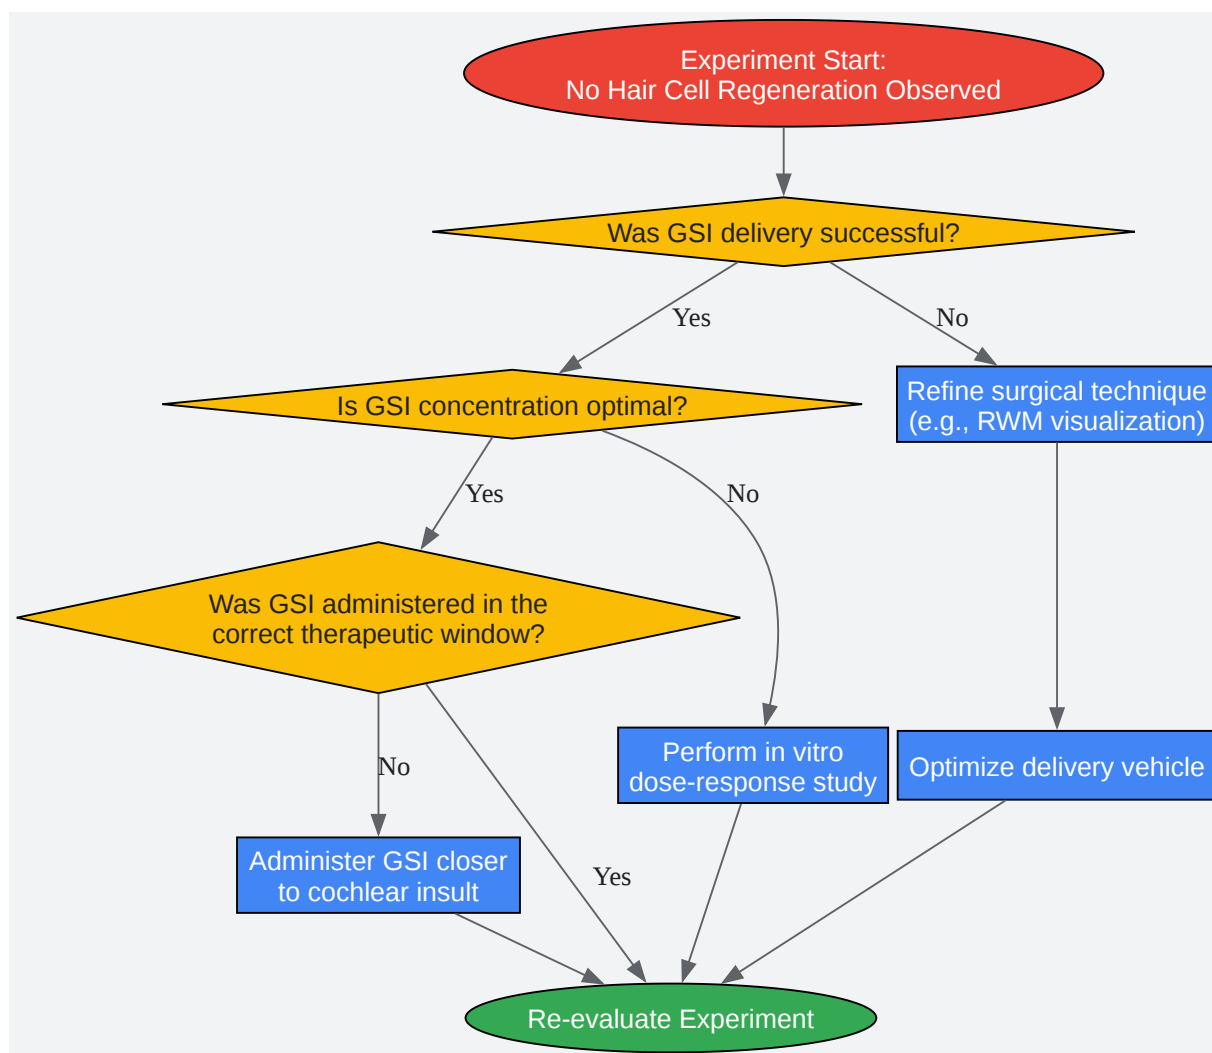 Experiment Start:
No Hair Cell Regeneration Observed
Was GSI delivery successful?
Yes
No
Is GSI concentration optimal?
Refine surgical technique
(e.g., RWM visualization)
Yes
No
Was GSI administered in the
correct therapeutic window?
No
Perform in vitro
dose-response study
Optimize delivery vehicle
Administer GSI closer
to cochlear insult
Yes
Re-evaluate Experiment